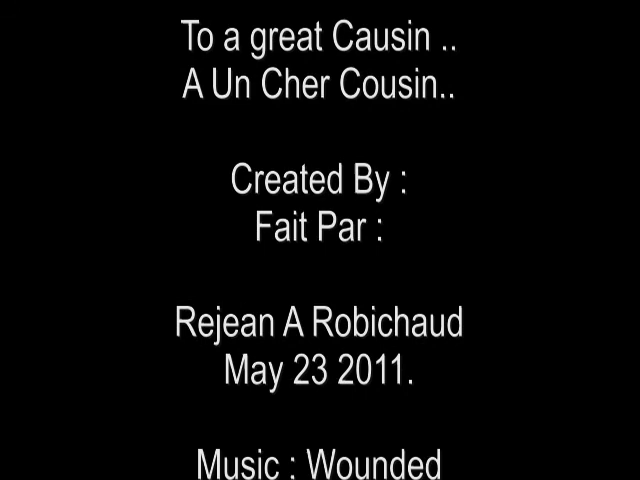 To a great Causin ..
A Un Cher Cousin..
Created By :
Fait Par :
Rejean A Robichaud
May 23 2011.
Music : Wounded